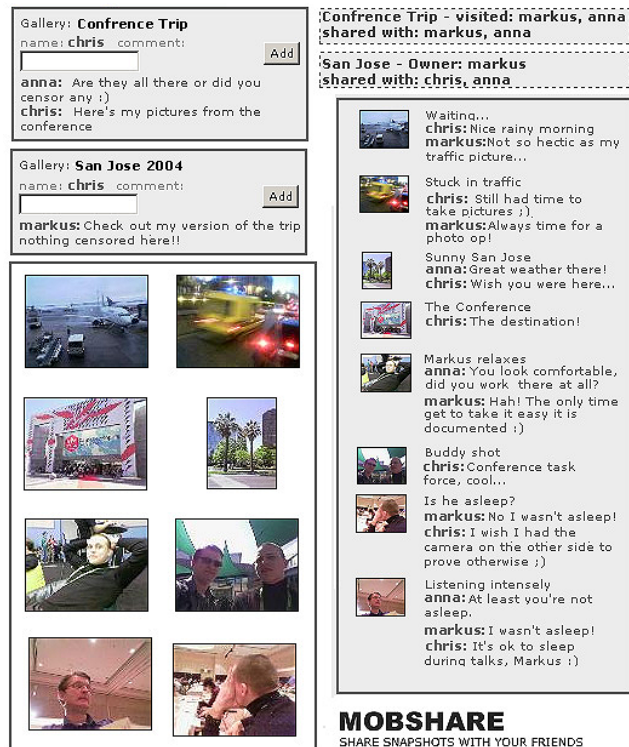 Gallery: Confrence Trip
name: chris comment:
Add
anna: Are they all there or did you
censor any :)
chris: Here's my pictures from the
conference
Gallery: San Jose 2004
name: chris comment:
Add
markus: Check out my version of the trip
nothing censored here!!
Confrence Trip - visited: markus, anna
shared with: markus, anna
San Jose - Owner: markus
shared with: chris, anna
Waiting...
chris: Nice rainy morning
markus:Not so hectic as my
traffic picture...
Stuck in traffic
chris: Still had time to
take pictures ;)
markus:Always time for a
photo op!
Sunny San Jose
anna: Great weather there!
chris: Wish you were here...
The Conference
chris: The destination!
Markus relaxes
anna: You look comfortable,
did you work there at all?
markus: Hah! The only time
get to take it easy it is
documented :)
Buddy shot
chris: Conference task
force, cool...
Is he asleep?
markus: No I wasn't asleep!
chris: I wish I had the
camera on the other side to
prove otherwise ;)
Listening intensely
anna: At least you're not
asleep.
markus: I wasn't asleep!
chris: It's ok to sleep
during talks, Markus :)
MOBSHARE
SHARE SNAPSHOTS WITH YOUR FRIENDS